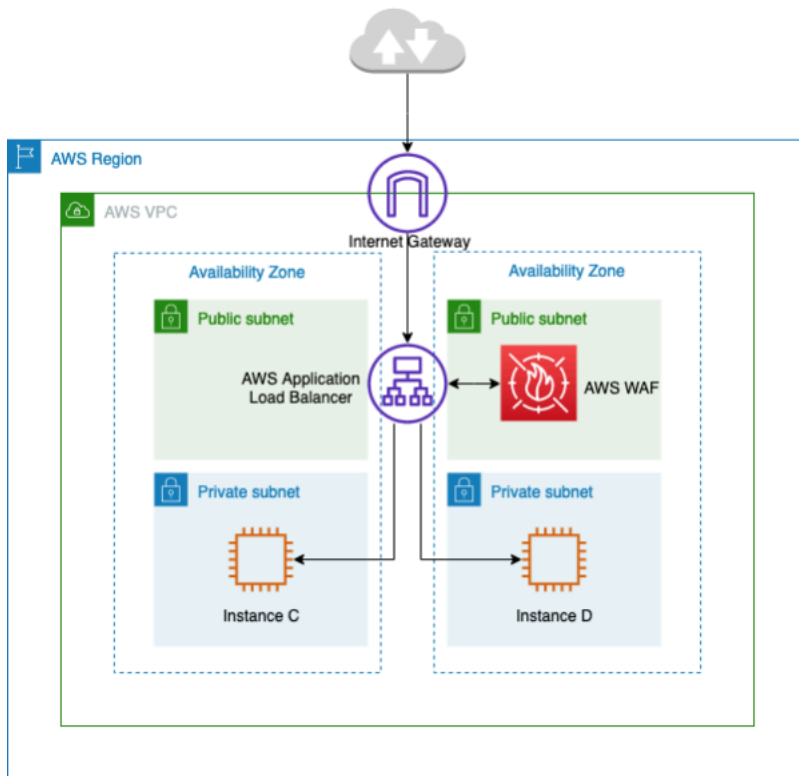 AWS Region
AWS VPC
Internet Gateway
Availability Zone
Availability Zone
Public subnet
Public subnet
AWS Application
Load Balancer
AWS WAF
Private subnet
Private subnet
Instance C
Instance D